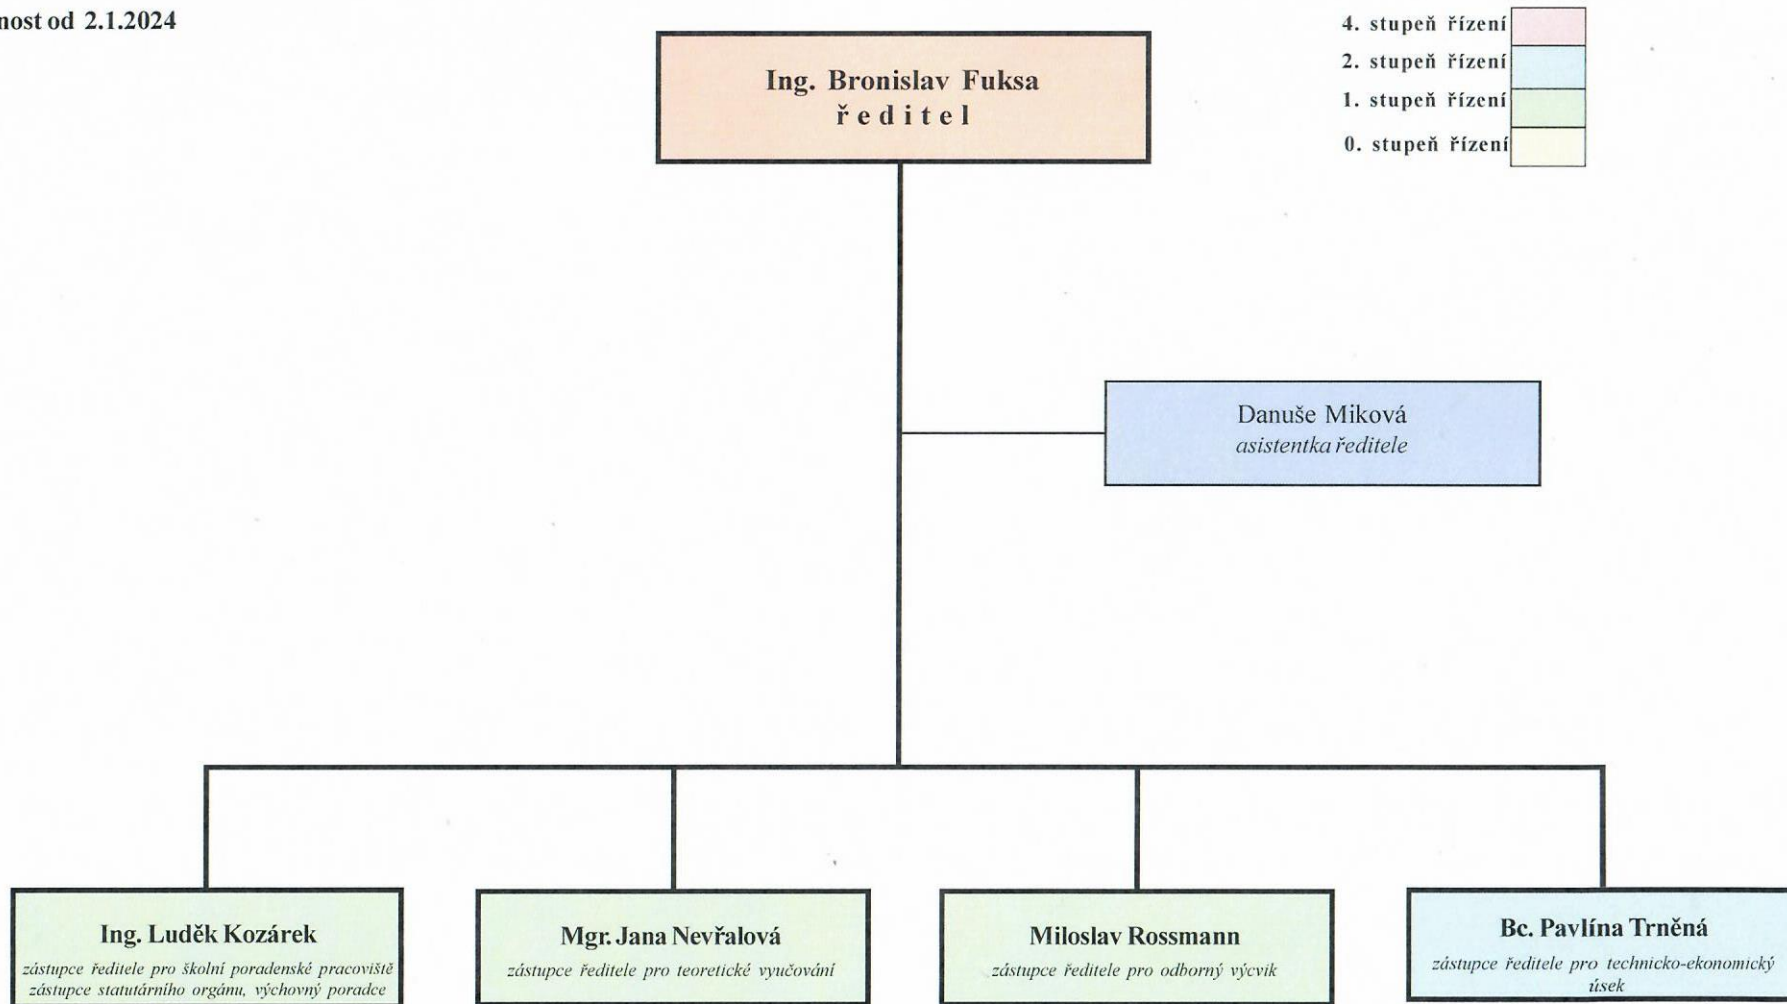 nost od 2.1.2024
4. stupeň řízení
2. stupeň řízení
1. stupeň řízení
0. stupeň řízení
Ing. Bronislav Fuksa
ředitel
Danuše Miková
asistentka ředitele
Ing. Luděk Kozárek
zástupce ředitele pro školní poradenské pracoviště
zástupce statutárního orgánu, výchovný poradce
Mgr. Jana Nevřalová
zástupce ředitele pro teoretické vyučování
Miloslav Rossmann
zástupce ředitele pro odborný výcvik
Bc. Pavlína Trněná
zástupce ředitele pro technicko-ekonomický
úsek